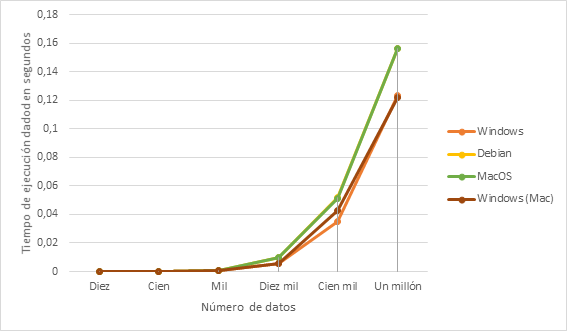 0,18
0,16
0,14
0,12
0,1
0,08
0,06
0,04
0,02
0
Tiempo de ejecución dadod en segundos
Diez
Cien
Mil
Diez mil
Cien mil
Un millón
Número de datos
Windows
Debian
MacOS
Windows (Mac)